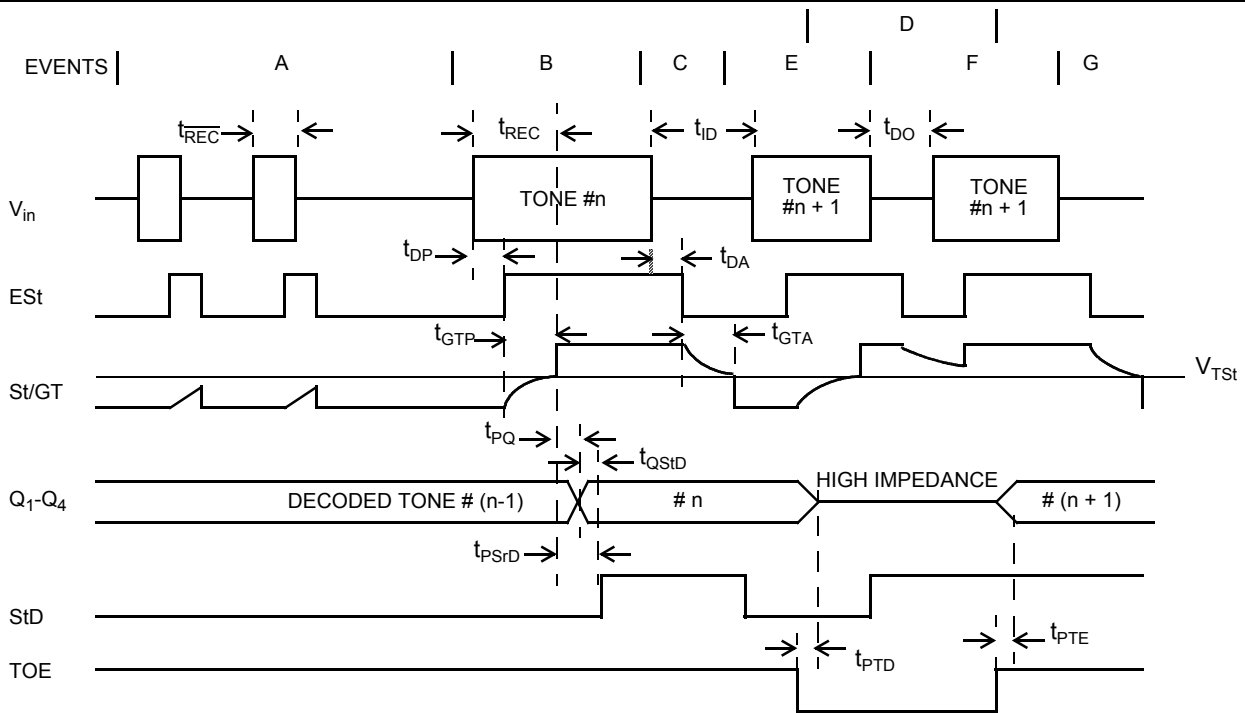 D
EVENTS A B C E F G
tREC tREC tID tDO
Vin TONE #n TONE #n + 1 TONE #n + 1
tDP tDA
ESt
tGTP tGTA
VTSt
St/GT
tPQ
tQStD
Q1-Q4 DECODED TONE # (n-1) # n HIGH IMPEDANCE # (n + 1)
tPSrD
StD
tPTD tPTE
TOE